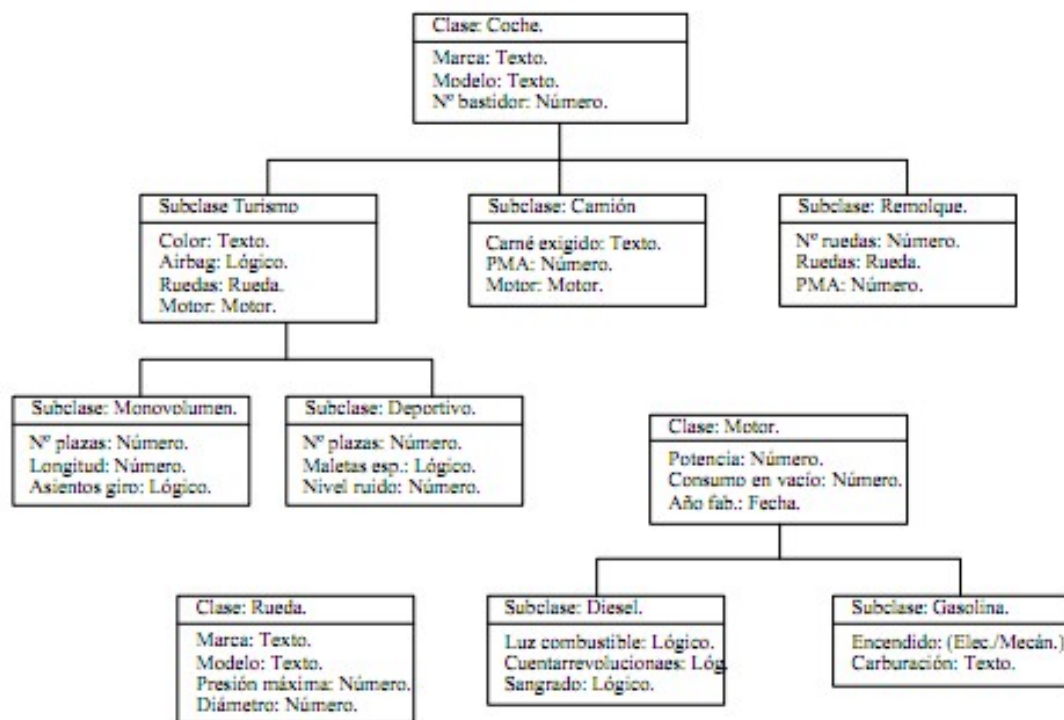 Clase: Coche.
Marca: Texto.
Modelo: Texto.
Nº bastidor: Número.
Subclase Turismo
Color: Texto.
Airbag: Lógico.
Ruedas: Rueda.
Motor: Motor.
Subclase: Camión
Carné exigido: Texto.
PMA: Número.
Motor: Motor.
Subclase: Remolque.
Nº ruedas: Número.
Ruedas: Rueda.
PMA: Número.
Subclase: Monovolumen.
Nº plazas: Número.
Longitud: Número.
Asientos giro: Lógico.
Subclase: Deportivo.
Nº plazas: Número.
Maletas esp.: Lógico.
Nivel ruido: Número.
Clase: Motor.
Potencia: Número.
Consumo en vacío: Número.
Año fab.: Fecha.
Clase: Rueda.
Marca: Texto.
Modelo: Texto.
Presión máxima: Número.
Diámetro: Número.
Subclase: Diesel.
Luz combustible: Lógico.
Cuentarrevolucionaes: Lóg.
Sangrado: Lógico.
Subclase: Gasolina.
Encendido: (Elec./Mecán.)
Carburación: Texto.